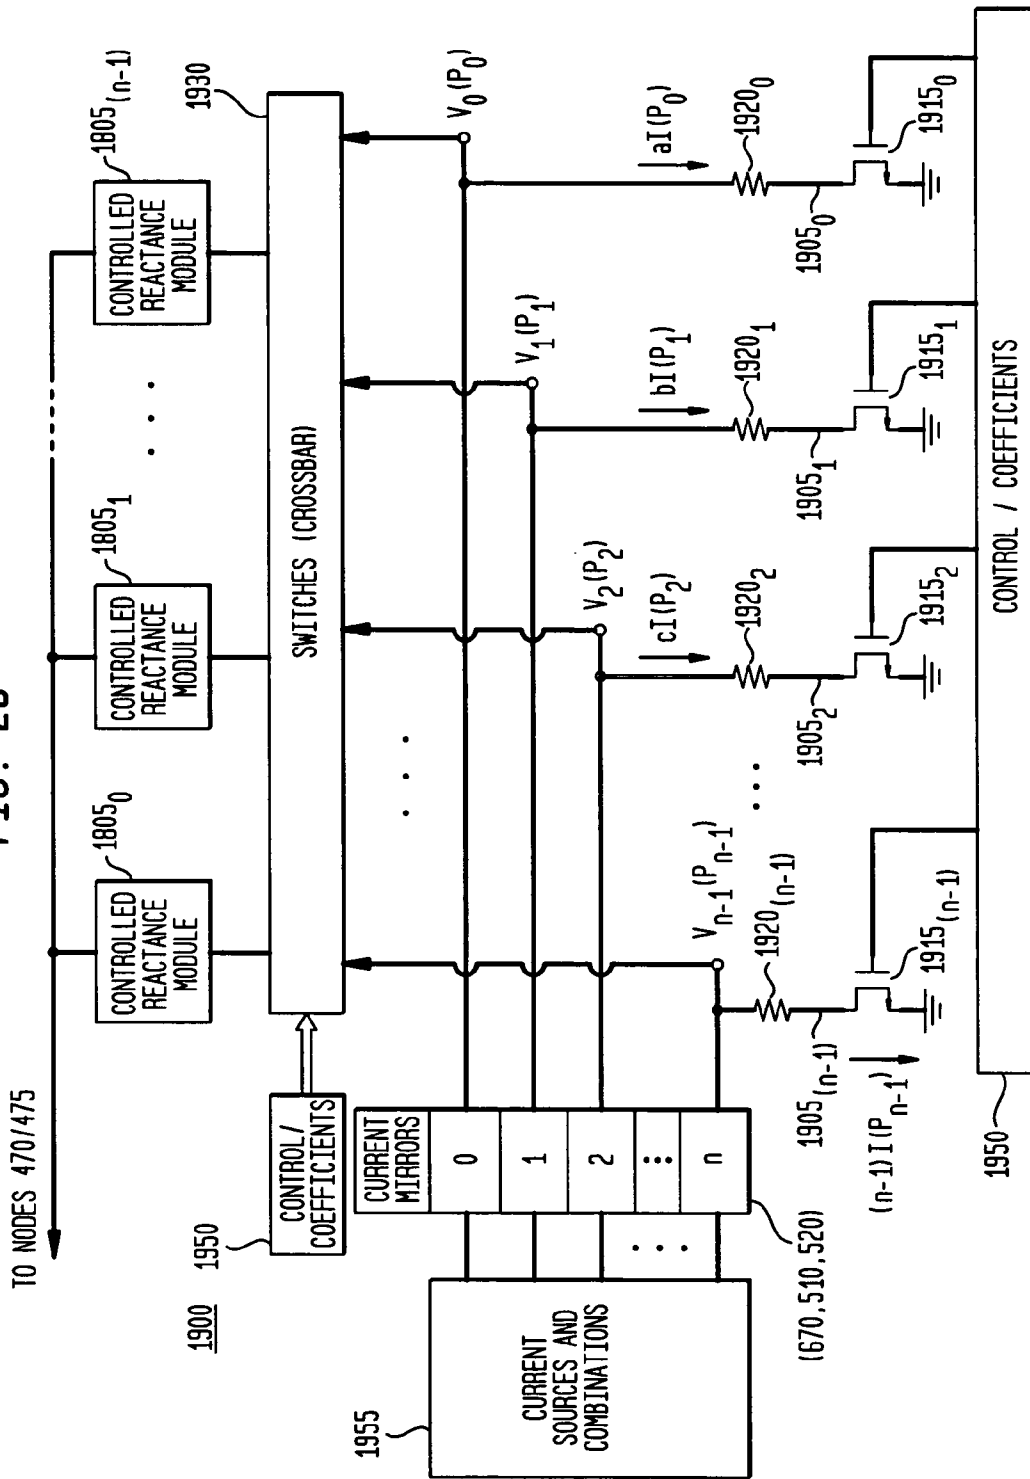 TO NODES 470/475
1805₀
1805₁
1805₍ₙ₋₁₎
CONTROLLED
REACTANCE
MODULE
CONTROLLED
REACTANCE
MODULE
. . .
CONTROLLED
REACTANCE
MODULE
1930
1900
1950
CONTROL/
COEFFICIENTS
SWITCHES (CROSSBAR)
1955
CURRENT
SOURCES AND
COMBINATIONS
. . .
CURRENT
MIRRORS
0
1
2
...
n
(670,510,520)
. . .
V₀(P₀)
V₁(P₁)
V₂(P₂)
Vₙ₋₁(Pₙ₋₁)
aI(P₀)
bI(P₁)
cI(P₂)
1920₍ₙ₋₁₎
. . .
1920₂
1920₁
1920₀
1905₍ₙ₋₁₎
1905₂
1905₁
1905₀
(n-1)I(Pₙ₋₁)
1915₍ₙ₋₁₎
1915₂
1915₁
1915₀
1950
CONTROL / COEFFICIENTS